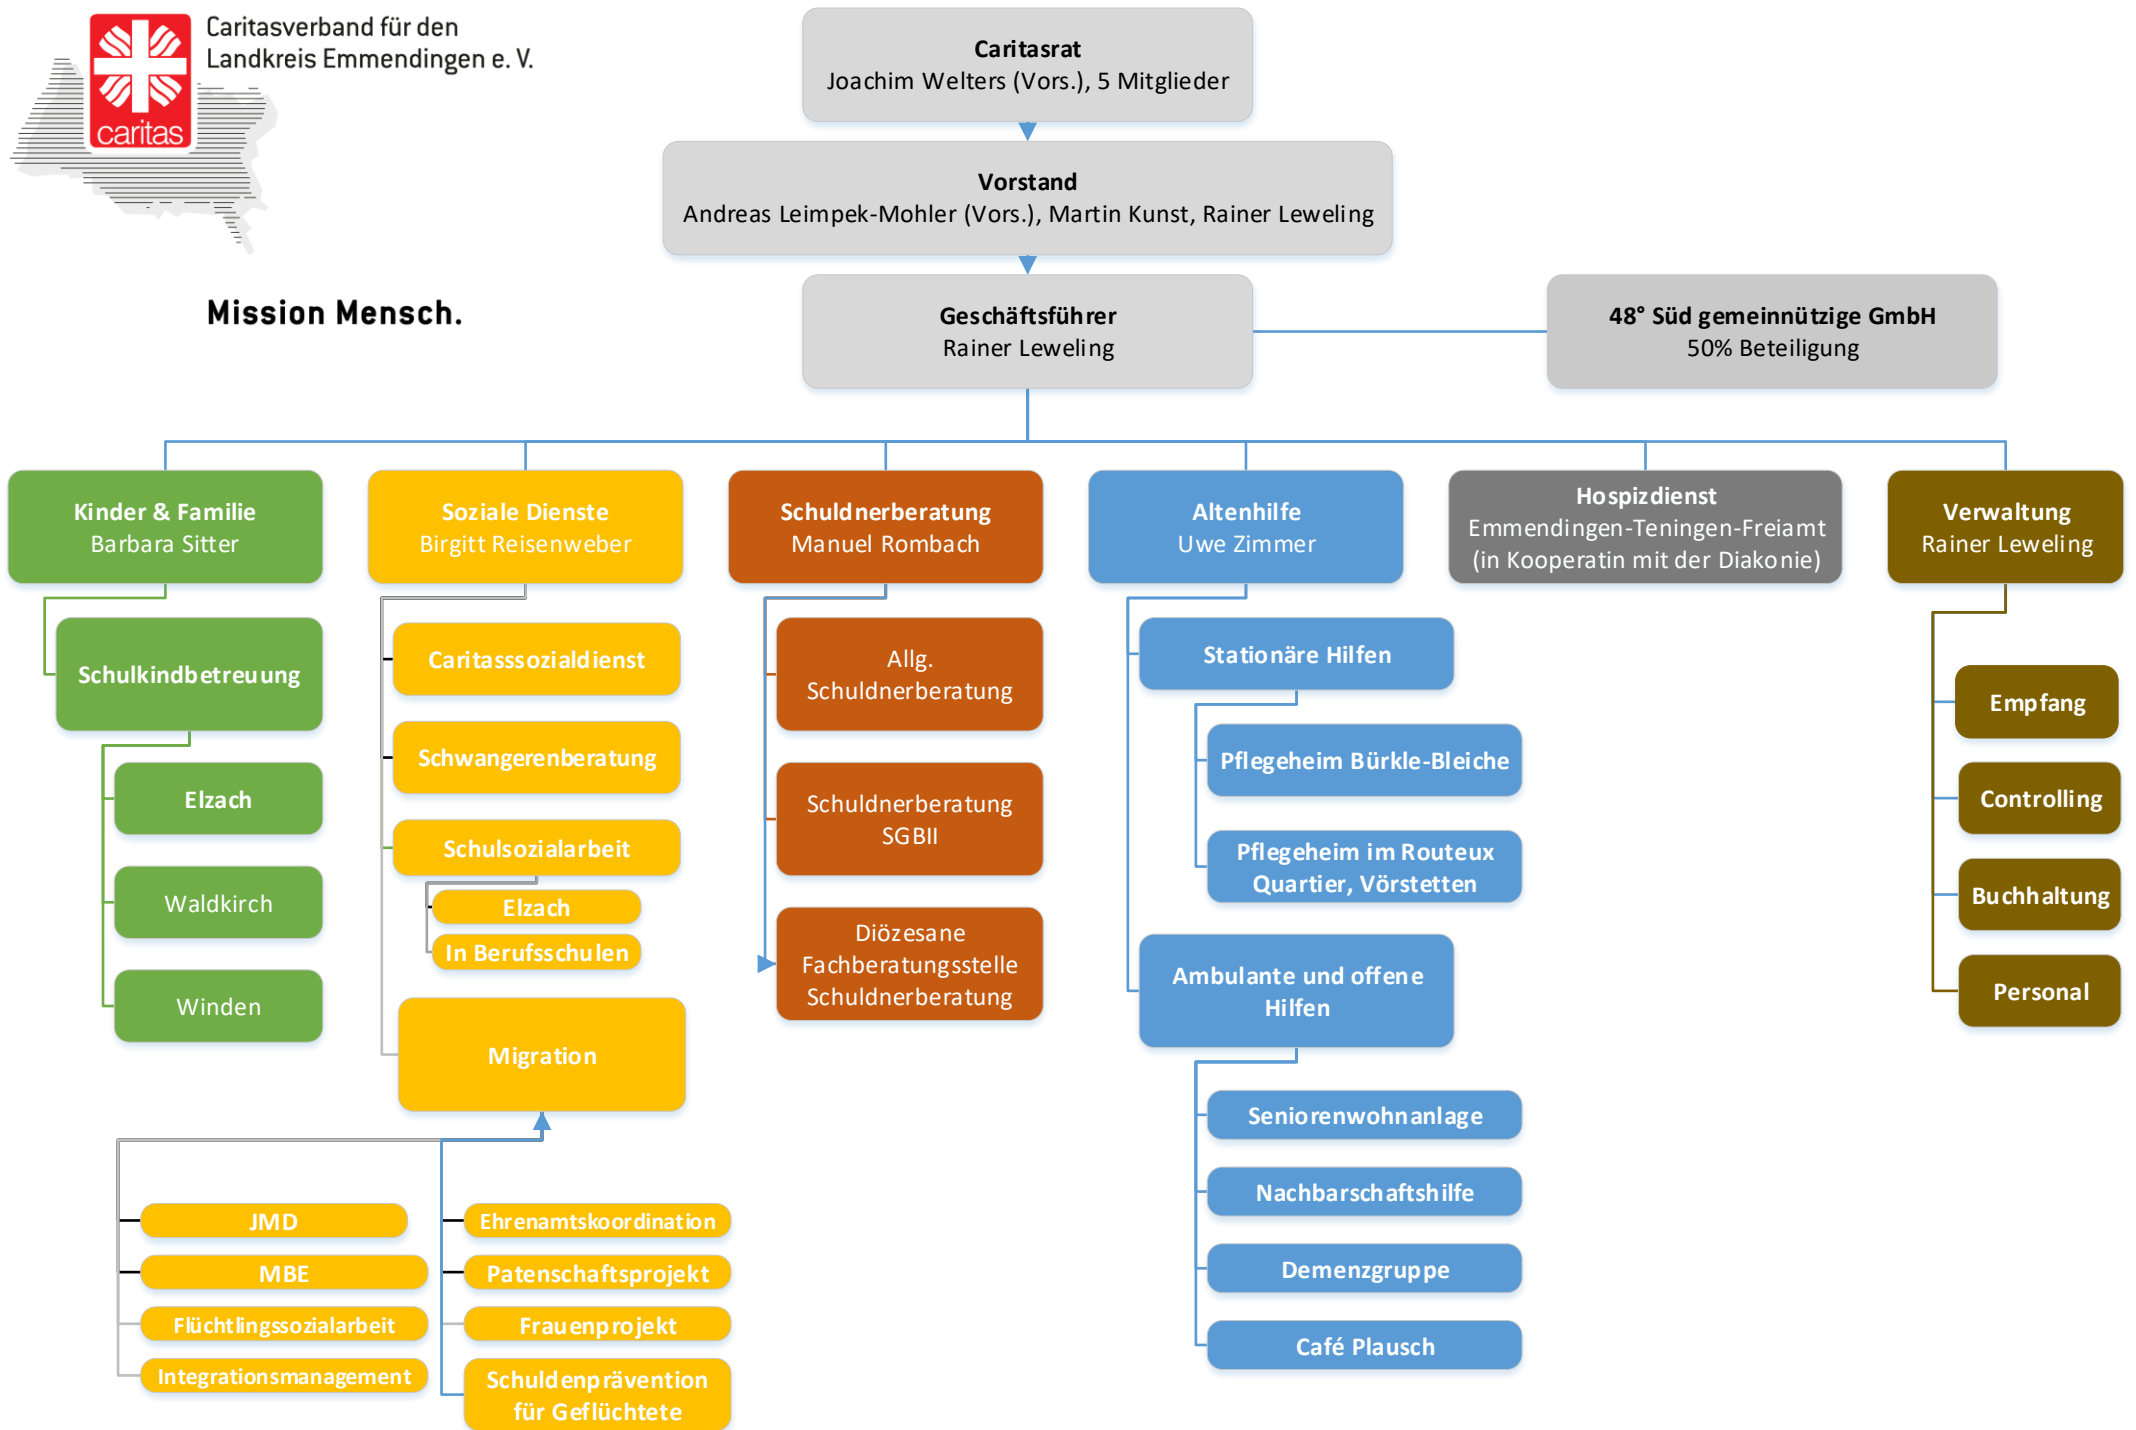 Caritasverband für den
Landkreis Emmendingen e. V.
caritas
Mission Mensch.
Caritasrat
Joachim Welters (Vors.), 5 Mitglieder
Vorstand
Andreas Leimpek-Mohler (Vors.), Martin Kunst, Rainer Leweling
Geschäftsführer
Rainer Leweling
48° Süd gemeinnützige GmbH
50% Beteiligung
Kinder & Familie
Barbara Sitter
Schulkindbetreuung
Elzach
Waldkirch
Winden
Soziale Dienste
Birgitt Reisenweber
Caritasssozialdienst
Schwangerenberatung
Schulsozialarbeit
Elzach
In Berufsschulen
Migration
JMD
MBE
Flüchtlingssozialarbeit
Integrationsmanagement
Ehrenamtskoordination
Patenschaftsprojekt
Frauenprojekt
Schuldenprävention
für Geflüchtete
Schuldnerberatung
Manuel Rombach
Allg.
Schuldnerberatung
Schuldnerberatung
SGBII
Diözesane
Fachberatungsstelle
Schuldnerberatung
Altenhilfe
Uwe Zimmer
Stationäre Hilfen
Pflegeheim Bürkle-Bleiche
Pflegeheim im Routeux
Quartier, Vörstetten
Ambulante und offene
Hilfen
Seniorenwohnanlage
Nachbarschaftshilfe
Demenzgruppe
Café Plausch
Hospizdienst
Emmendingen-Teningen-Freiamt
(in Kooperatin mit der Diakonie)
Verwaltung
Rainer Leweling
Empfang
Controlling
Buchhaltung
Personal